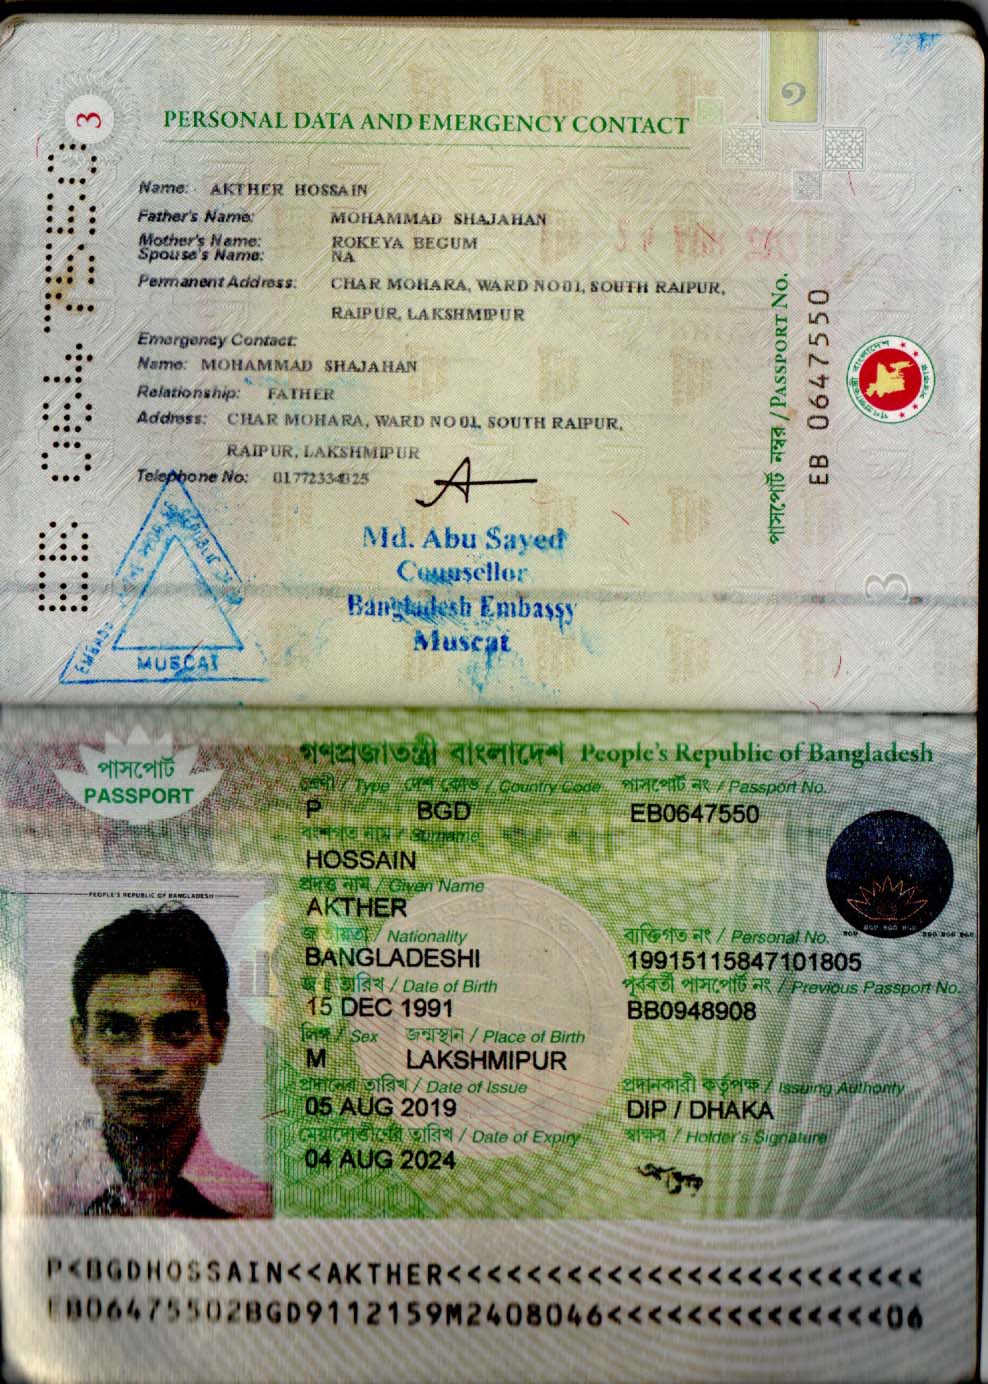 3
PERSONAL DATA AND EMERGENCY CONTACT
Name: AKTHER HOSSAIN
Father's Name: MOHAMMAD SHAJAHAN
Mother's Name: ROKEYA BEGUM
Spouse's Name: NA
Permanent Address: CHAR MOHARA, WARD NO 01, SOUTH RAIPUR,
RAIPUR, LAKSHMIPUR
Emergency Contact:
Name: MOHAMMAD SHAJAHAN
Relationship: FATHER
Address: CHAR MOHARA, WARD NO 01, SOUTH RAIPUR,
RAIPUR, LAKSHMIPUR
Telephone No:
Md. Abu Sayed
Counsellor
Bangladesh Embassy
Muscat
MUSCAT
পাসপোর্ট নম্বর / PASSPORT No.
EB 0647550
3
পাসপোর্ট
PASSPORT
গণপ্রজাতন্ত্রী বাংলাদেশ People's Republic of Bangladesh
শ্রেণী / Type দেশ কোড / Country Code পাসপোর্ট নং / Passport No.
P BGD EB0647550
বংশগত নাম / Surname
HOSSAIN
প্রদত্ত নাম / Given Name
AKTHER
জাতীয়তা / Nationality ব্যক্তিগত নং / Personal No.
BANGLADESHI 19915115847101805
জন্ম তারিখ / Date of Birth পূর্ববর্তী পাসপোর্ট নং / Previous Passport No.
15 DEC 1991 BB0948908
লিঙ্গ / Sex জন্মস্থান / Place of Birth
M LAKSHMIPUR
প্রদানের তারিখ / Date of Issue প্রদানকারী কর্তৃপক্ষ / Issuing Authority
05 AUG 2019 DIP / DHAKA
মেয়াদোত্তীর্ণের তারিখ / Date of Expiry স্বাক্ষর / Holder's Signature
04 AUG 2024
PEOPLE'S REPUBLIC OF BANGLADESH
P<BGDHOSSAIN<<AKTHER<<<<<<<<<<<<<<<<<<<<<<<<
EB06475502BGD9112159M2408046<<<<<<<<<<<<<<06